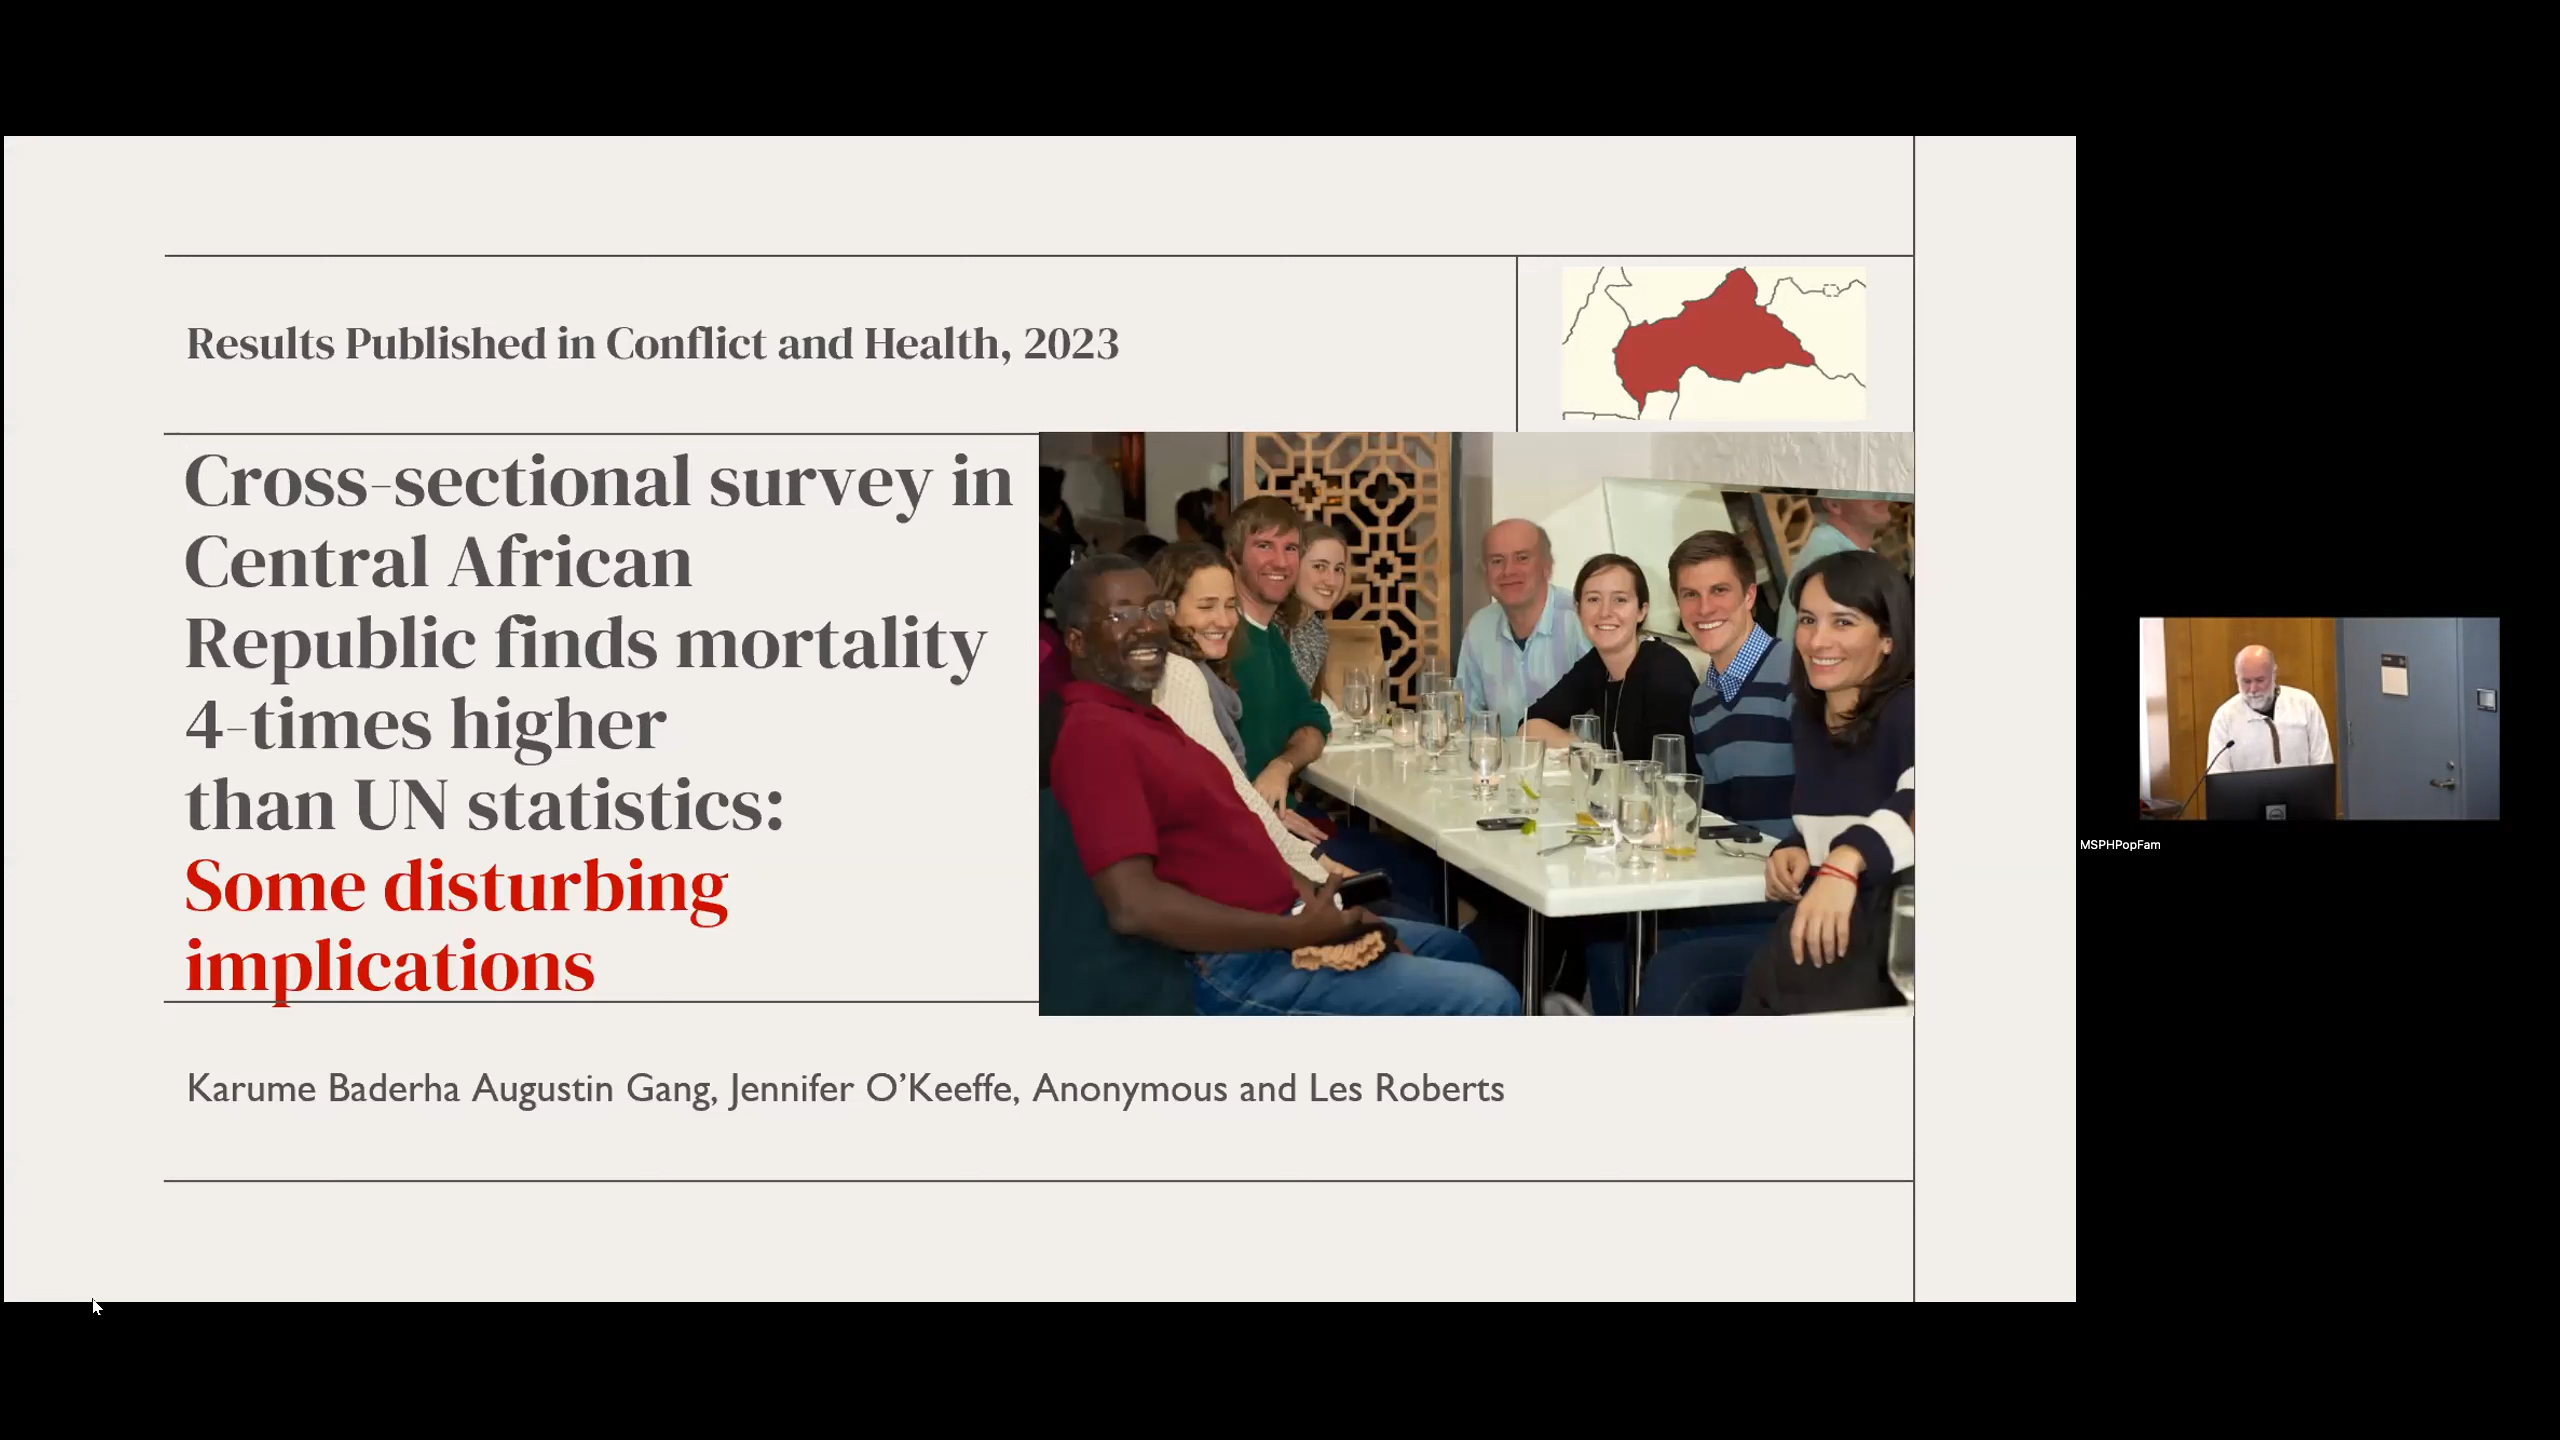 Results Published in Conflict and Health, 2023
Cross-sectional survey in
Central African
Republic finds mortality
4-times higher
than UN statistics:
Some disturbing
implications
Karume Baderha Augustin Gang, Jennifer O’Keeffe, Anonymous and Les Roberts
MSPHPopFam